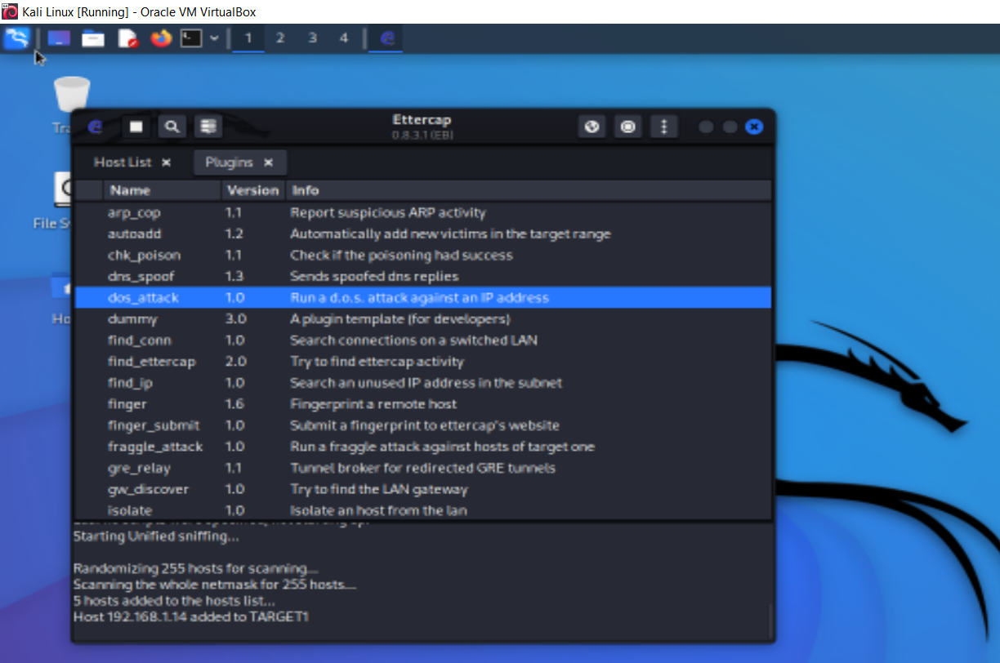 Kali Linux [Running] - Oracle VM VirtualBox
1 2 3 4
Ettercap
0.8.3.1 (EB)
Host List × Plugins ×
Name Version Info
arp_cop 1.1 Report suspicious ARP activity
autoadd 1.2 Automatically add new victims in the target range
chk_poison 1.1 Check if the poisoning had success
dns_spoof 1.3 Sends spoofed dns replies
dos_attack 1.0 Run a d.o.s. attack against an IP address
dummy 3.0 A plugin template (for developers)
find_conn 1.0 Search connections on a switched LAN
find_ettercap 2.0 Try to find ettercap activity
find_ip 1.0 Search an unused IP address in the subnet
finger 1.6 Fingerprint a remote host
finger_submit 1.0 Submit a fingerprint to ettercap's website
fraggle_attack 1.0 Run a fraggle attack against hosts of target one
gre_relay 1.1 Tunnel broker for redirected GRE tunnels
gw_discover 1.0 Try to find the LAN gateway
isolate 1.0 Isolate an host from the lan
Starting Unified sniffing...
Randomizing 255 hosts for scanning...
Scanning the whole netmask for 255 hosts...
5 hosts added to the hosts list...
Host 192.168.1.14 added to TARGET1